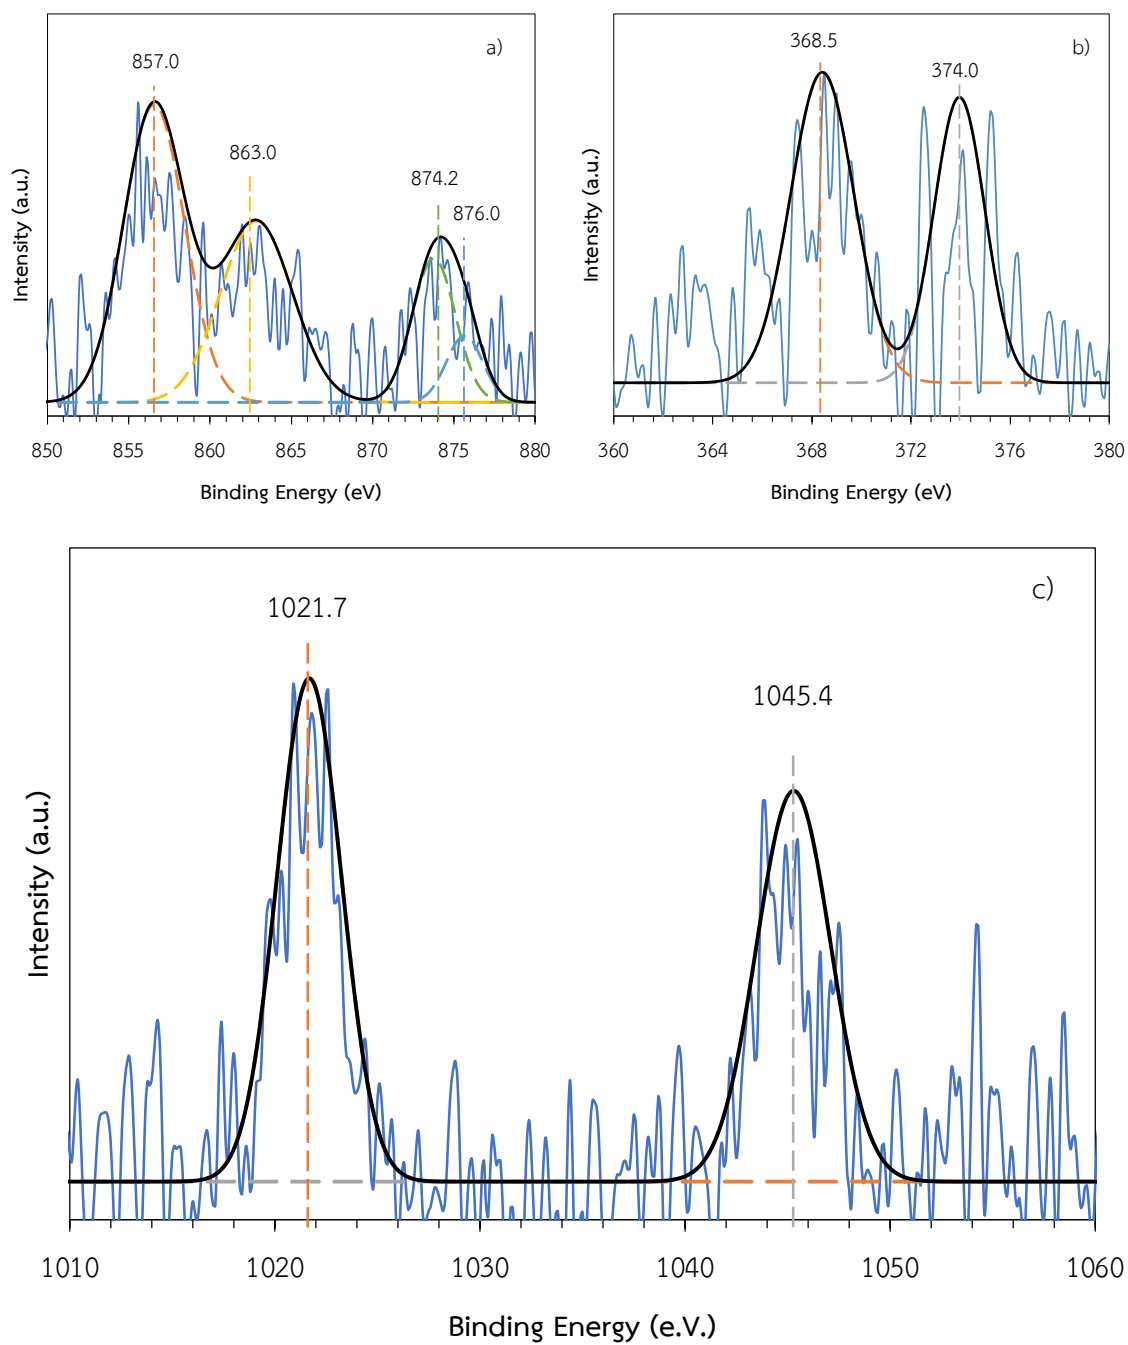 a)
857.0
863.0
874.2
876.0
Intensity (a.u.)
850 855 860 865 870 875 880
Binding Energy (eV)
b)
368.5
374.0
Intensity (a.u.)
360 364 368 372 376 380
Binding Energy (eV)
c)
1021.7
1045.4
Intensity (a.u.)
1010 1020 1030 1040 1050 1060
Binding Energy (e.V.)